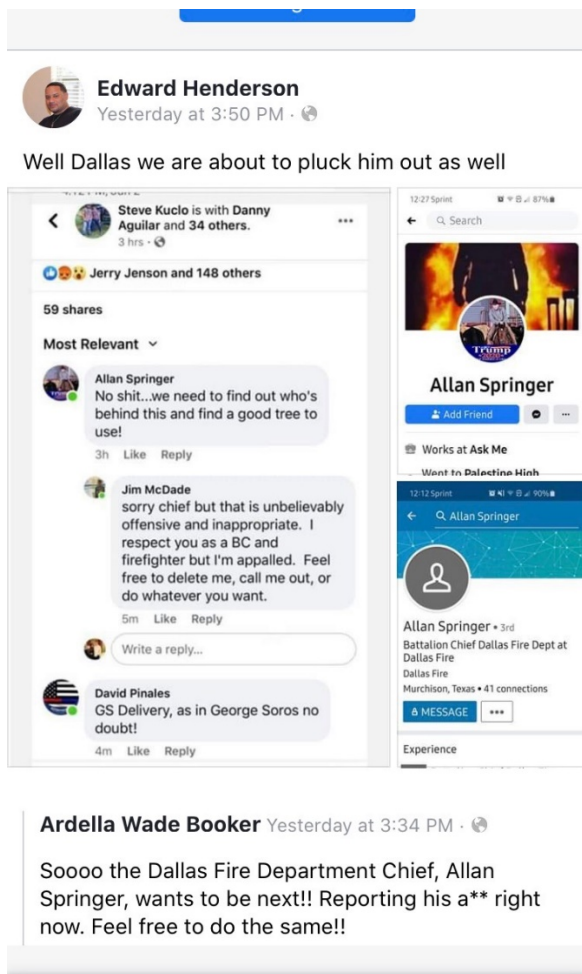 Edward Henderson
Yesterday at 3:50 PM ·
Well Dallas we are about to pluck him out as well
Steve Kuclo is with Danny
Aguilar and 34 others.
3 hrs ·
Jerry Jenson and 148 others
59 shares
Most Relevant
Allan Springer
No shit...we need to find out who's
behind this and find a good tree to
use!
3h Like Reply
Jim McDade
sorry chief but that is unbelievably
offensive and inappropriate. I
respect you as a BC and
firefighter but I'm appalled. Feel
free to delete me, call me out, or
do whatever you want.
5m Like Reply
Write a reply...
David Pinales
GS Delivery, as in George Soros no
doubt!
4m Like Reply
12:27 Sprint 87%
Search
Trump
Allan Springer
Add Friend
Works at Ask Me
Went to Palestine High
12:12 Sprint 90%
Allan Springer
Allan Springer • 3rd
Battalion Chief Dallas Fire Dept at
Dallas Fire
Dallas Fire
Murchison, Texas • 41 connections
MESSAGE
Experience
Ardella Wade Booker Yesterday at 3:34 PM ·
Soooo the Dallas Fire Department Chief, Allan
Springer, wants to be next!! Reporting his a** right
now. Feel free to do the same!!